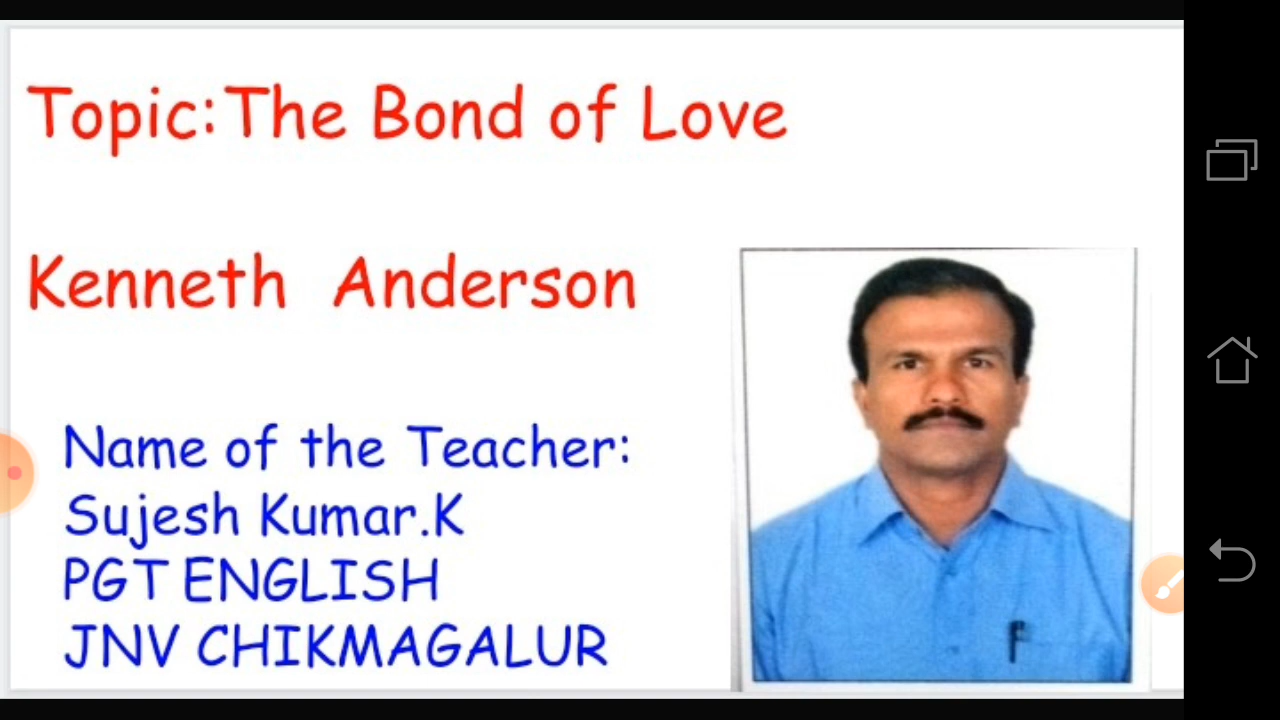 Topic:The Bond of Love
Kenneth Anderson
Name of the Teacher:
Sujesh Kumar.K
PGT ENGLISH
JNV CHIKMAGALUR